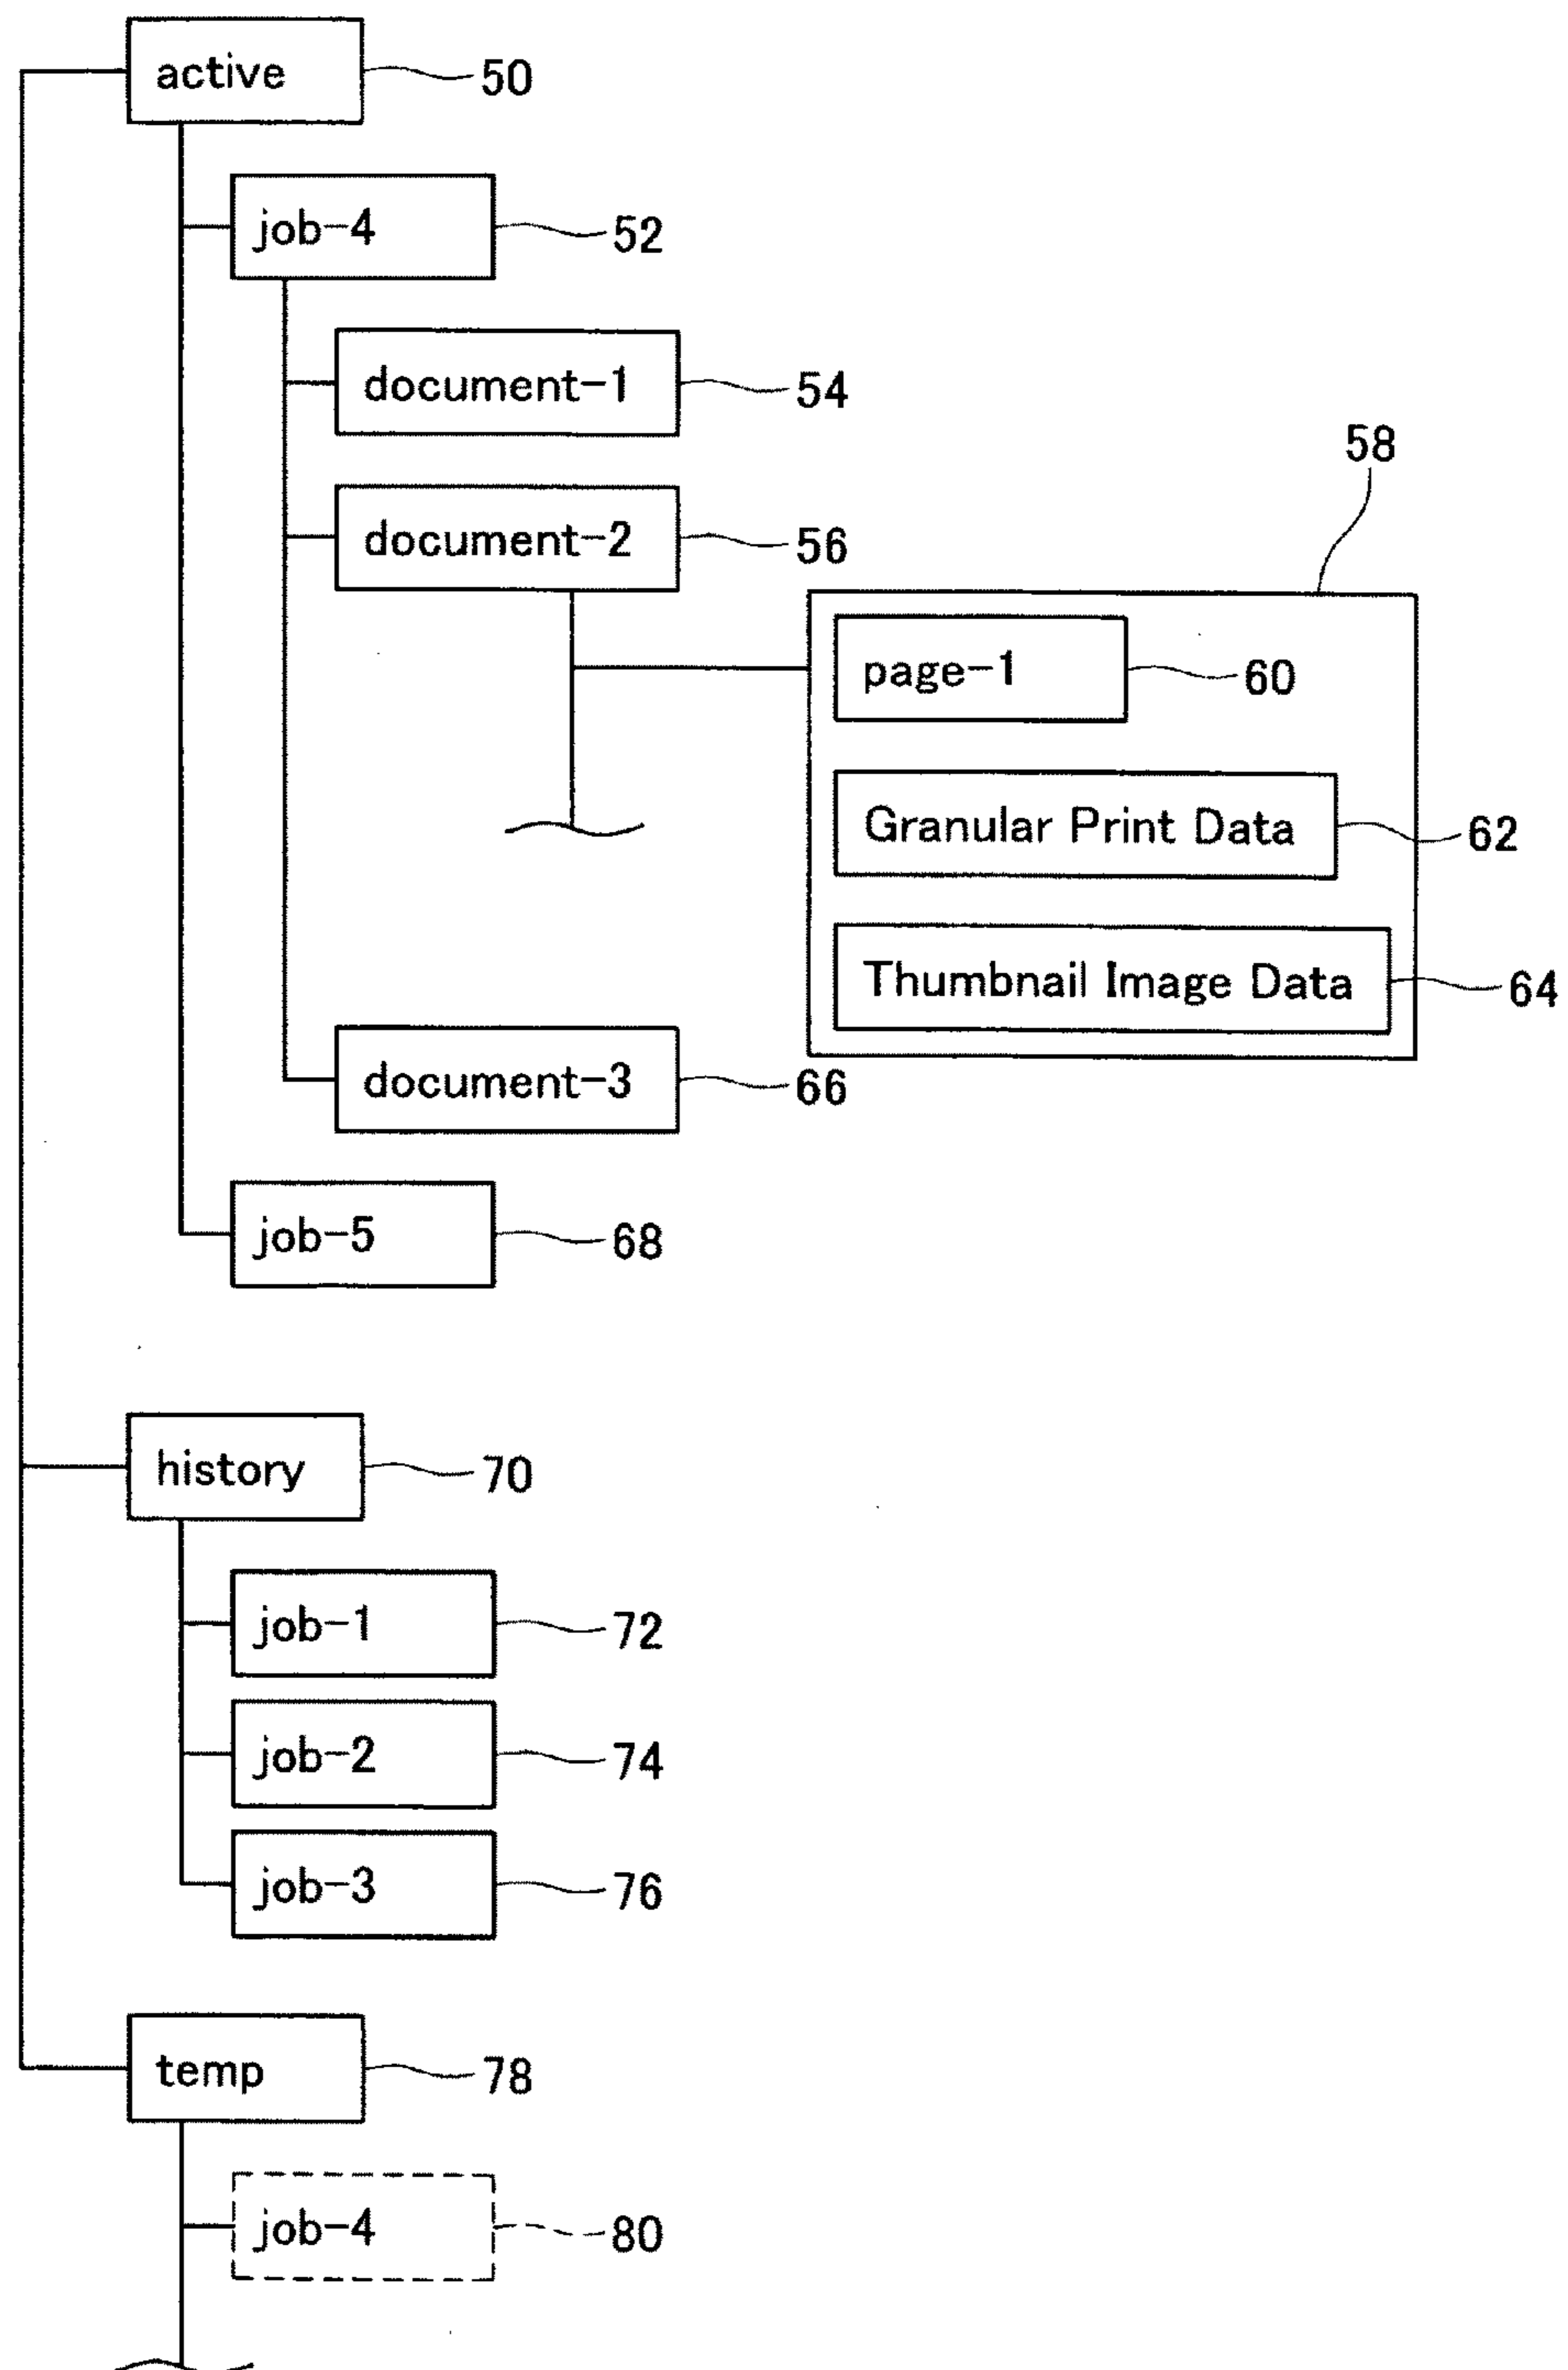 active 50
job-4 52
document-1 54
58
document-2 56
page-1 60
Granular Print Data 62
Thumbnail Image Data 64
document-3 66
job-5 68
history 70
job-1 72
job-2 74
job-3 76
temp 78
job-4 80